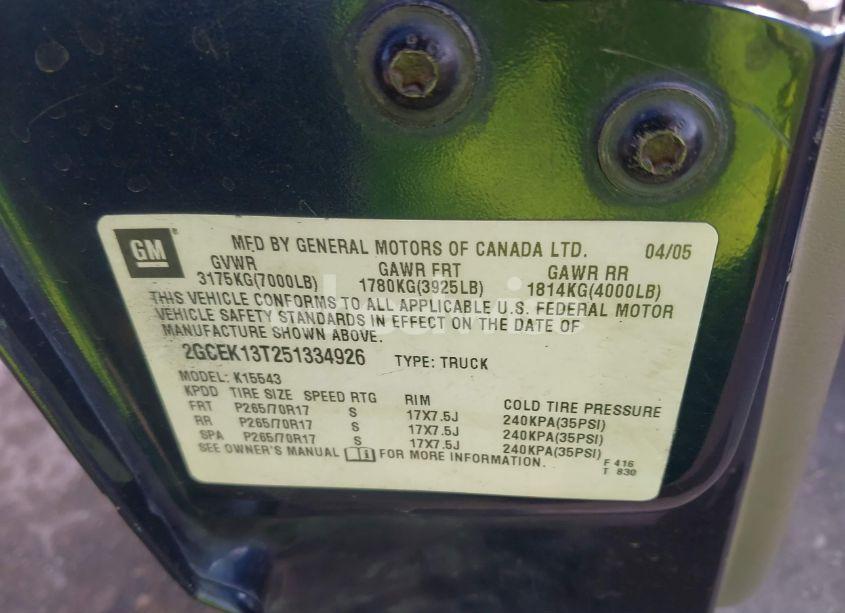 GM ® MFD BY GENERAL MOTORS OF CANADA LTD. 04/05
GVWR GAWR FRT GAWR RR
3175KG(7000LB) 1780KG(3925LB) 1814KG(4000LB)
THIS VEHICLE CONFORMS TO ALL APPLICABLE U.S. FEDERAL MOTOR
VEHICLE SAFETY STANDARDS IN EFFECT ON THE DATE OF
MANUFACTURE SHOWN ABOVE.
2GCEK13T251334926 TYPE: TRUCK
MODEL: K15543
KPDD TIRE SIZE SPEED RTG RIM COLD TIRE PRESSURE
FRT P265/70R17 S 17X7.5J 240KPA(35PSI)
RR P265/70R17 S 17X7.5J 240KPA(35PSI)
SPA P265/70R17 S 17X7.5J 240KPA(35PSI)
SEE OWNER'S MANUAL FOR MORE INFORMATION.
F 416
T 830